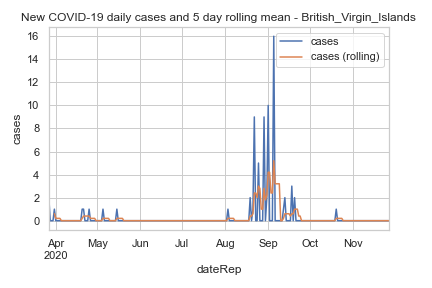 New COVID-19 daily cases and 5 day rolling mean - British_Virgin_Islands
cases
cases (rolling)
16
14
12
10
8
6
4
2
0
cases
Apr May Jun Jul Aug Sep Oct Nov
2020
dateRep